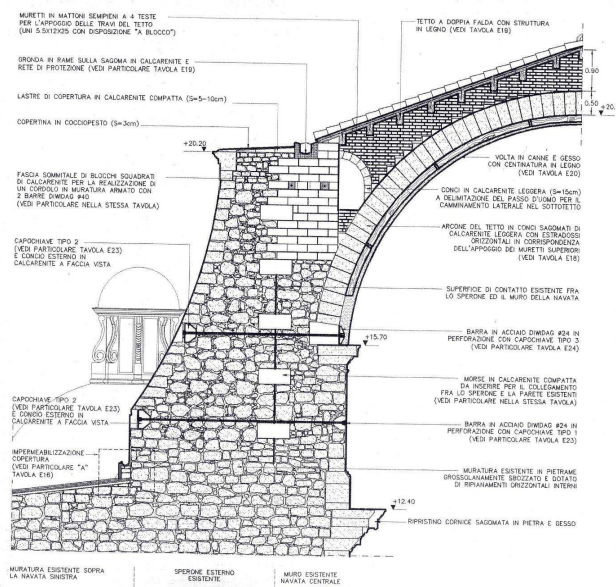 MURETTI IN MATTONI SEMIPIENI A 4 TESTE
PER L'APPOGGIO DELLE TRAVI DEL TETTO
(UNI 5.5X12X25 CON DISPOSIZIONE "A BLOCCO")
TETTO A DOPPIA FALDA CON STRUTTURA
IN LEGNO (VEDI TAVOLA E19)
GRONDA IN RAME SULLA SAGOMA IN CALCARENITE E
RETE DI PROTEZIONE (VEDI PARTICOLARE TAVOLA E19)
LASTRE DI COPERTURA IN CALCARENITE COMPATTA (S=5-10cm)
COPERTINA IN COCCIOPESTO (S=3cm)
0.90
0.50
+20.20
VOLTA IN CANNE E GESSO
CON CENTINATURA IN LEGNO
(VEDI TAVOLA E20)
FASCIA SOMMITALE DI BLOCCHI SQUADRATI
DI CALCARENITE PER LA REALIZZAZIONE DI
UN CORDOLO IN MURATURA ARMATO CON
2 BARRE DIWIDAG ø40
(VEDI PARTICOLARE NELLA STESSA TAVOLA)
CONCI IN CALCARENITE LEGGERA (S=15cm)
A DELIMITAZIONE DEL PASSO D'UOMO PER IL
CAMMINAMENTO LATERALE NEL SOTTOTETTO
ARCONE DEL TETTO IN CONCI SAGOMATI DI
CALCARENITE LEGGERA CON ESTRADOSSI
ORIZZONTALI IN CORRISPONDENZA
DELL'APPOGGIO DEI MURETTI SUPERIORI
(VEDI TAVOLA E18)
CAPOCHIAVE TIPO 2
(VEDI PARTICOLARE TAVOLA E23)
E CONCIO ESTERNO IN
CALCARENITE A FACCIA VISTA
SUPERFICIE DI CONTATTO ESISTENTE FRA
LO SPERONE ED IL MURO DELLA NAVATA
+15.70
BARRA IN ACCIAIO DIWIDAG ø24 IN
PERFORAZIONE CON CAPOCHIAVE TIPO 3
(VEDI PARTICOLARE TAVOLA E24)
MORSE IN CALCARENITE COMPATTA
DA INSERIRE PER IL COLLEGAMENTO
FRA LO SPERONE E LA PARETE ESISTENTI
(VEDI PARTICOLARE NELLA STESSA TAVOLA)
CAPOCHIAVE TIPO 2
(VEDI PARTICOLARE TAVOLA E23)
E CONCIO ESTERNO IN
CALCARENITE A FACCIA VISTA
BARRA IN ACCIAIO DIWIDAG ø24 IN
PERFORAZIONE CON CAPOCHIAVE TIPO 1
(VEDI PARTICOLARE TAVOLA E23)
IMPERMEABILIZZAZIONE
COPERTURA
(VEDI PARTICOLARE "A"
TAVOLA E16)
MURATURA ESISTENTE IN PIETRAME
GROSSOLANAMENTE SBOZZATO E DOTATO
DI RIPIANAMENTI ORIZZONTALI INTERNI
+12.40
RIPRISTINO CORNICE SAGOMATA IN PIETRA E GESSO
MURATURA ESISTENTE SOPRA
LA NAVATA SINISTRA
SPERONE ESTERNO
ESISTENTE
MURO ESISTENTE
NAVATA CENTRALE